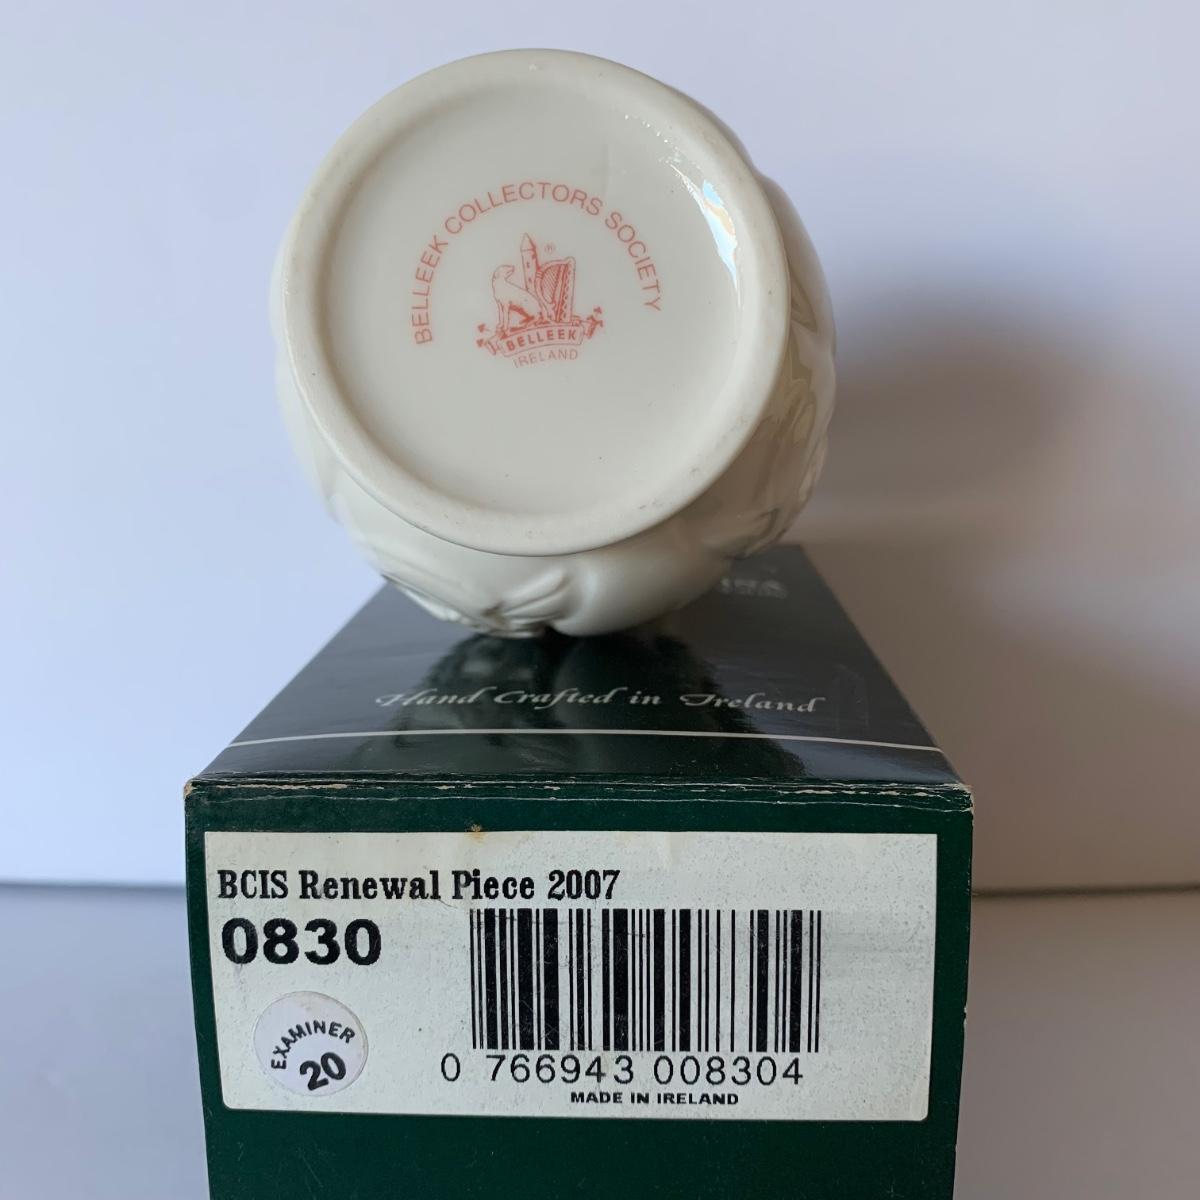 BELLEEK COLLECTORS SOCIETY
®
BELLEEK
IRELAND
Hand Crafted in Ireland
BCIS Renewal Piece 2007
0830
EXAMINER
20
0 766943 008304
MADE IN IRELAND